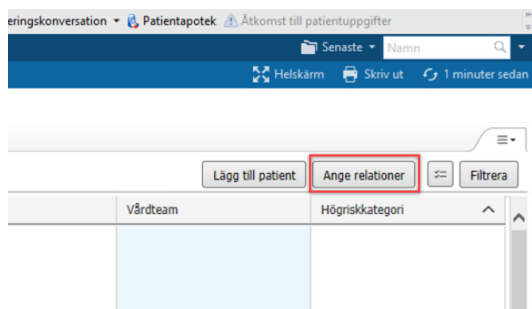 eringskonversation Patientapotek Åtkomst till patientuppgifter
Senaste Namn
Helskärm Skriv ut 1 minuter sedan
Lägg till patient Ange relationer Filtrera
Vårdteam Högriskkategori